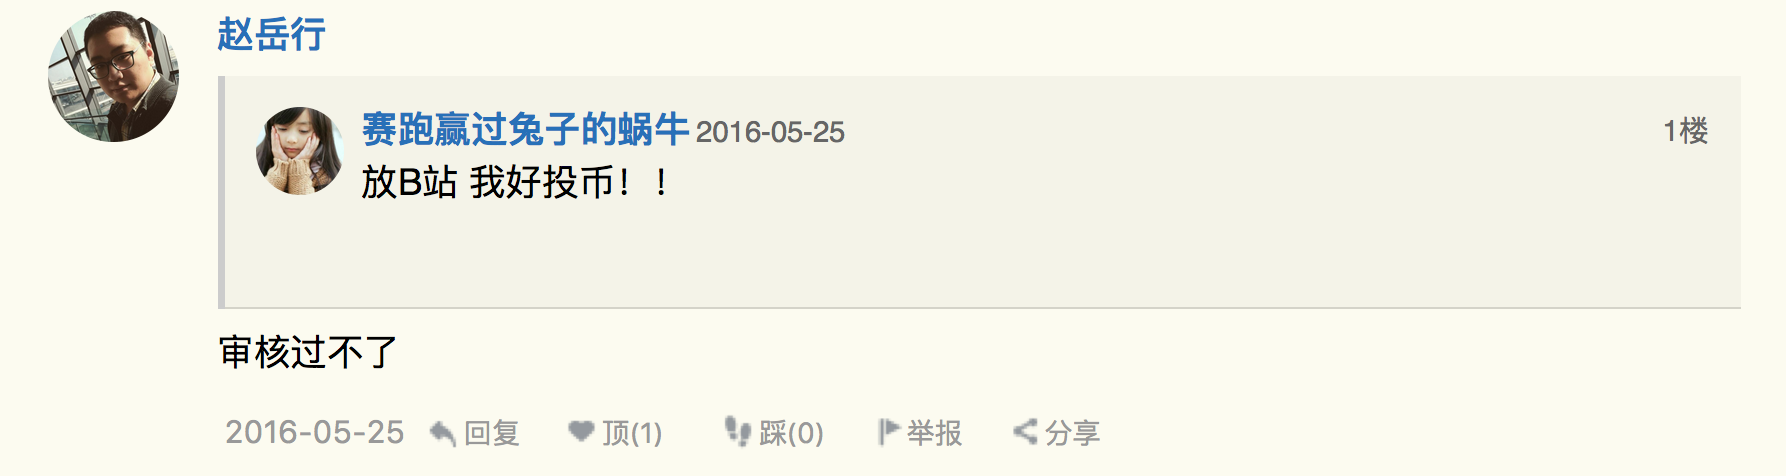 赵岳行
赛跑赢过兔子的蜗牛 2016-05-25 1楼
放B站 我好投币！！
审核过不了
2016-05-25 回复 顶(1) 踩(0) 举报 分享